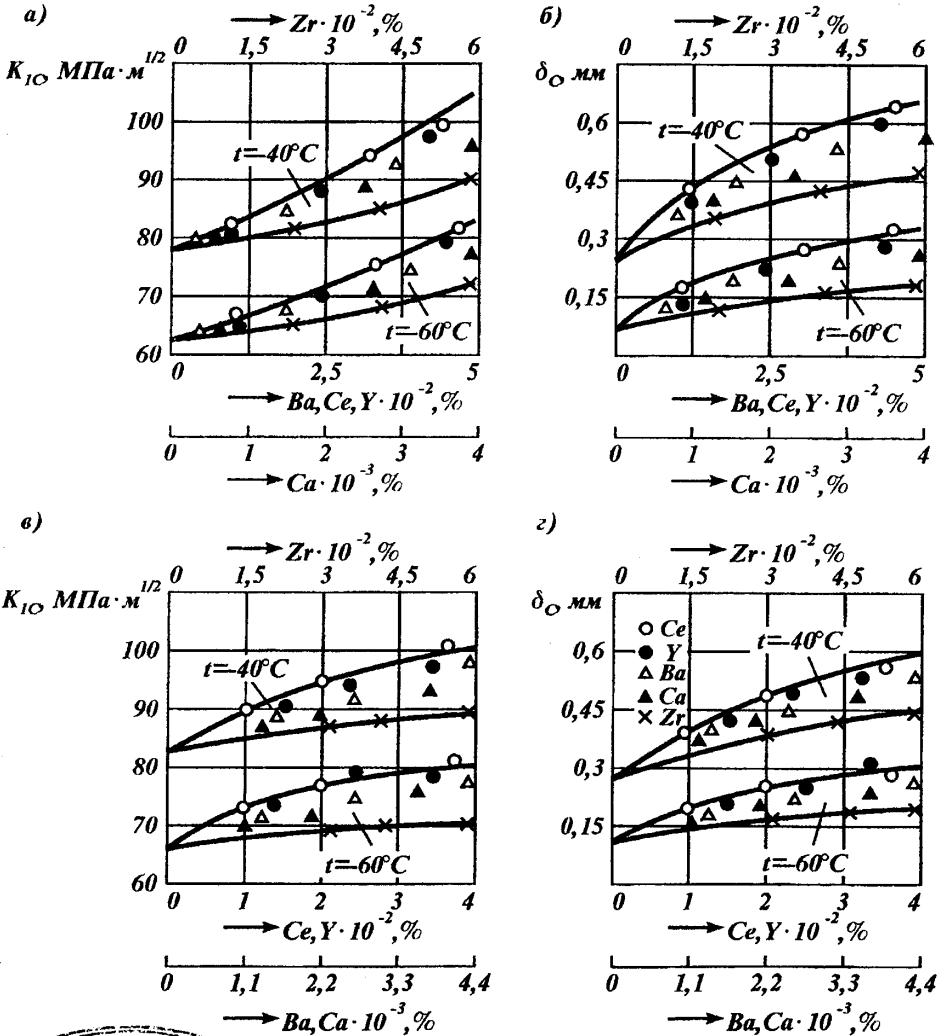 а)
→ Zr · 10⁻², %
0 1,5 3 4,5 6
K₁C, МПа · м^1/2
100
90
80
70
60
t=-40°C
t=-60°C
0 2,5 5
→ Ba, Ce, Y · 10⁻², %
0 1 2 3 4
→ Ca · 10⁻³, %
б)
→ Zr · 10⁻², %
0 1,5 3 4,5 6
δC, мм
0,6
0,45
0,3
0,15
t=-40°C
t=-60°C
0 2,5 5
→ Ba, Ce, Y · 10⁻², %
0 1 2 3 4
→ Ca · 10⁻³, %
в)
→ Zr · 10⁻², %
0 1,5 3 4,5 6
K₁C, МПа · м^1/2
100
90
80
70
60
t=-40°C
t=-60°C
0 1 2 3 4
→ Ce, Y · 10⁻², %
0 1,1 2,2 3,3 4,4
→ Ba, Ca · 10⁻³, %
г)
→ Zr · 10⁻², %
0 1,5 3 4,5 6
δC, мм
0,6
0,45
0,3
0,15
Ce
Y
Ba
Ca
Zr
t=-40°C
t=-60°C
0 1 2 3 4
→ Ce, Y · 10⁻², %
0 1,1 2,2 3,3 4,4
→ Ba, Ca · 10⁻³, %